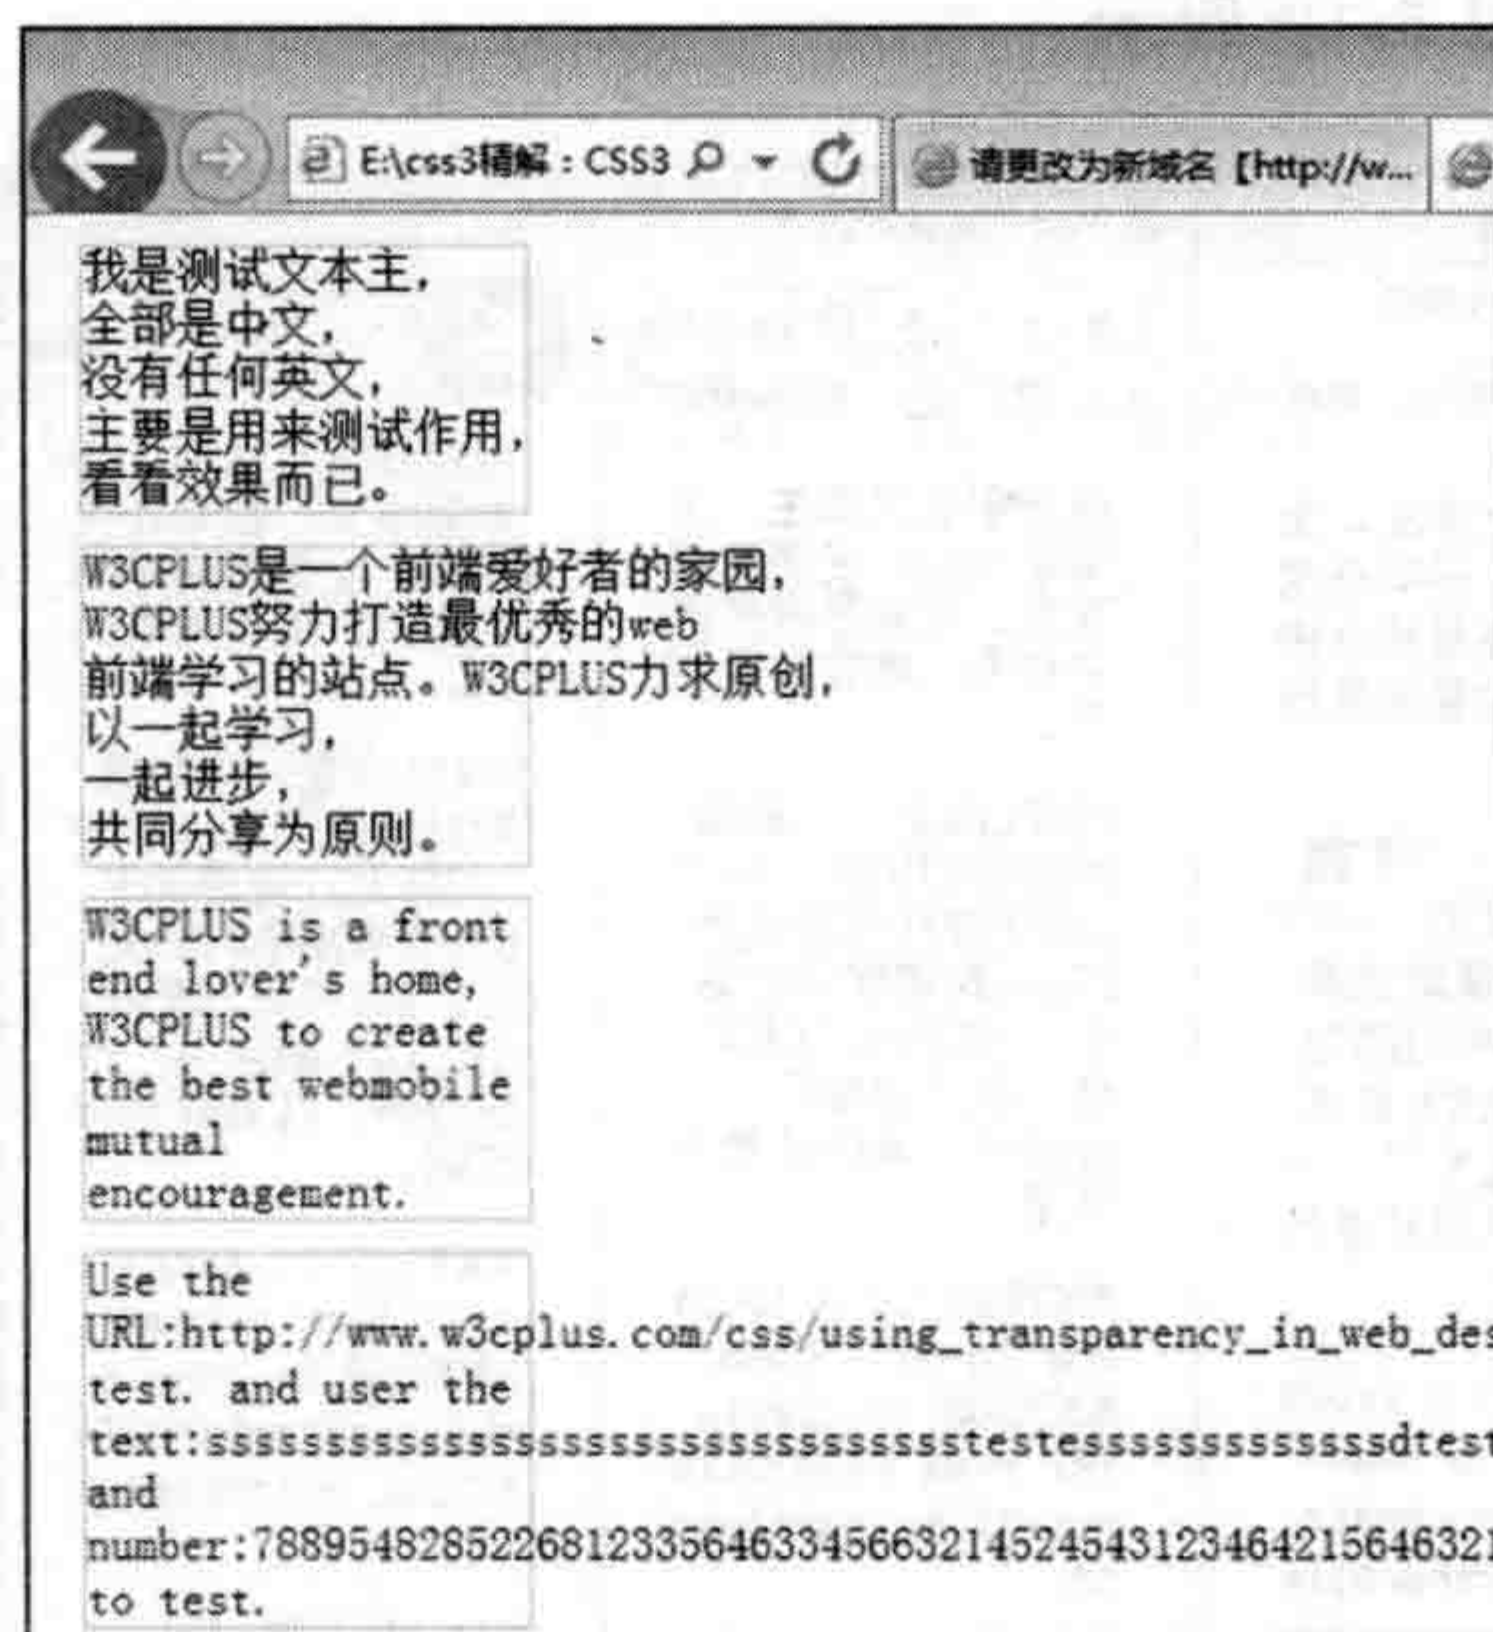 E:\css3精解：CSS3
请更改为新域名【http://w...
我是测试文本主，
全部是中文，
没有任何英文，
主要是用来测试作用，
看看效果而已。
W3CPLUS是一个前端爱好者的家园，
W3CPLUS努力打造最优秀的web
前端学习的站点。W3CPLUS力求原创，
以一起学习，
一起进步，
共同分享为原则。
W3CPLUS is a front
end lover's home,
W3CPLUS to create
the best webmobile
mutual
encouragement.
Use the
URL:http://www.w3cplus.com/css/using_transparency_in_web_des
test. and user the
text:sssssssssssssssssssssssssssssssstestesssssssssssssdtest
and
number:78895482852268123356463345663214524543123464215646321
to test.